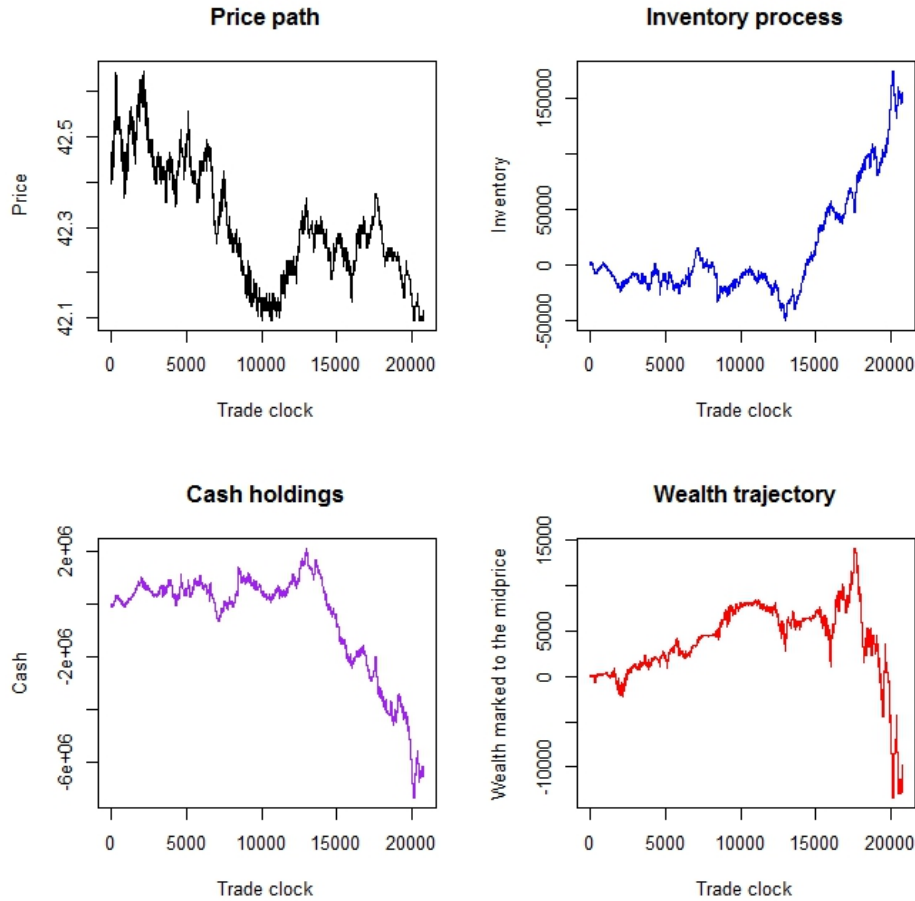 Price path
Price
42.5
42.3
42.1
0 5000 10000 15000 20000
Trade clock
Inventory process
Inventory
150000
50000
0
-50000
0 5000 10000 15000 20000
Trade clock
Cash holdings
Cash
2e+06
-2e+06
-6e+06
0 5000 10000 15000 20000
Trade clock
Wealth trajectory
Wealth marked to the midprice
15000
5000
0
-10000
0 5000 10000 15000 20000
Trade clock